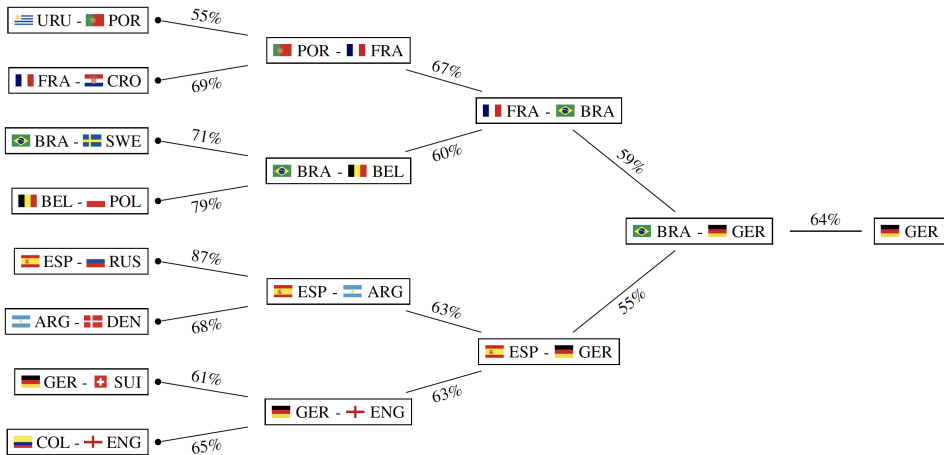 URU - POR
55%
POR - FRA
FRA - CRO
69%
67%
FRA - BRA
BRA - SWE
71%
60%
BRA - BEL
BEL - POL
79%
59%
BRA - GER
64%
GER
ESP - RUS
87%
ESP - ARG
ARG - DEN
68%
63%
55%
ESP - GER
GER - SUI
61%
63%
GER - ENG
COL - ENG
65%